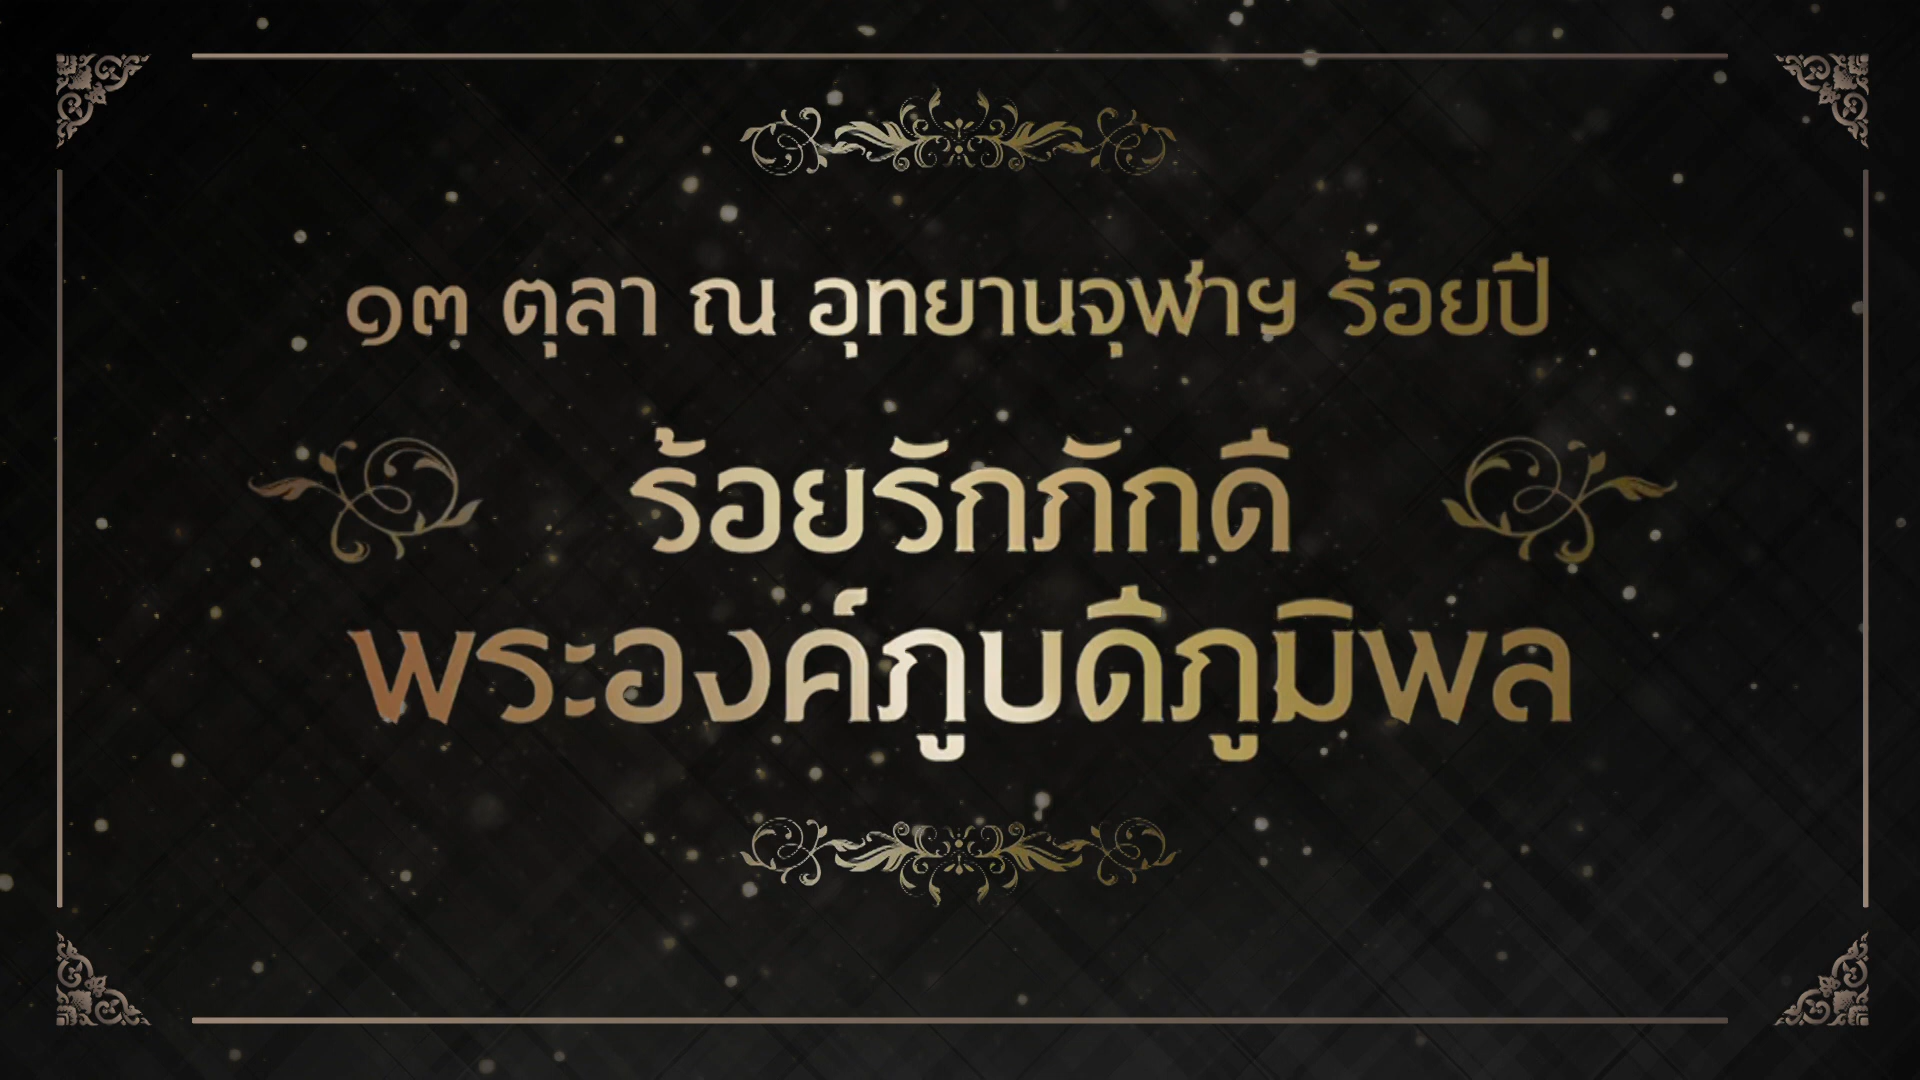 ๑๓ ตุลา ณ อุทยานจุฬาฯ ร้อยปี
ร้อยรักภักดี
พระองค์ภูบดีภูมิพล